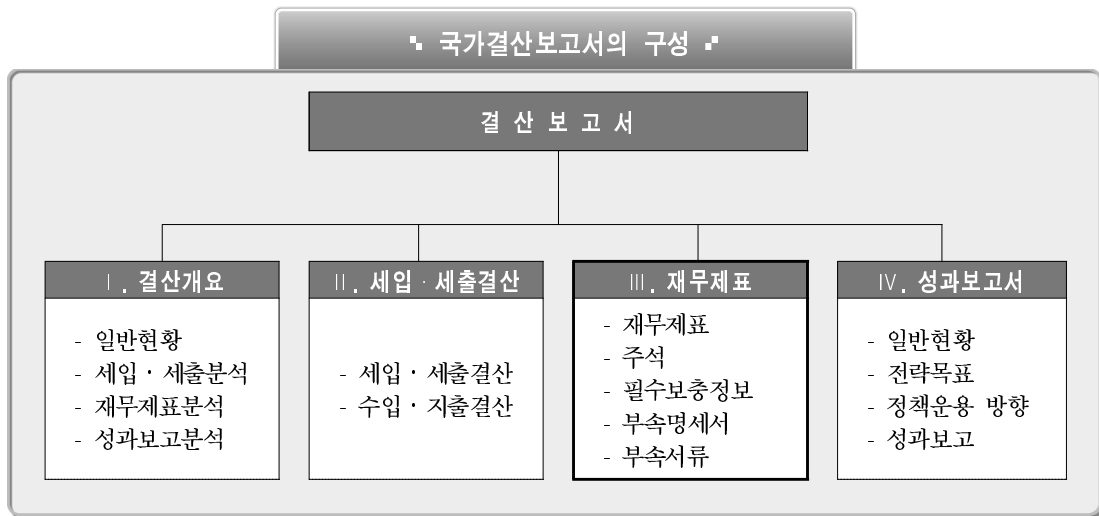 국가결산보고서의 구성
결 산 보 고 서
Ⅰ. 결산개요
- 일반현황
- 세입 · 세출분석
- 재무제표분석
- 성과보고분석
Ⅱ. 세입 · 세출결산
- 세입 · 세출결산
- 수입 · 지출결산
Ⅲ. 재무제표
- 재무제표
- 주석
- 필수보충정보
- 부속명세서
- 부속서류
Ⅳ. 성과보고서
- 일반현황
- 전략목표
- 정책운용 방향
- 성과보고